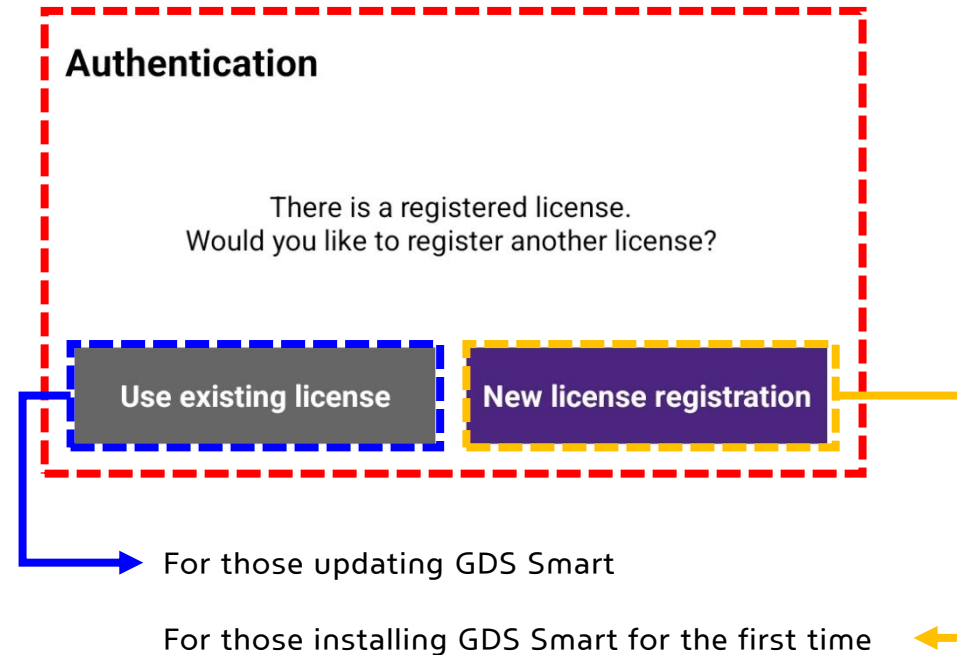 Authentication
There is a registered license.
Would you like to register another license?
Use existing license
New license registration
For those updating GDS Smart
For those installing GDS Smart for the first time